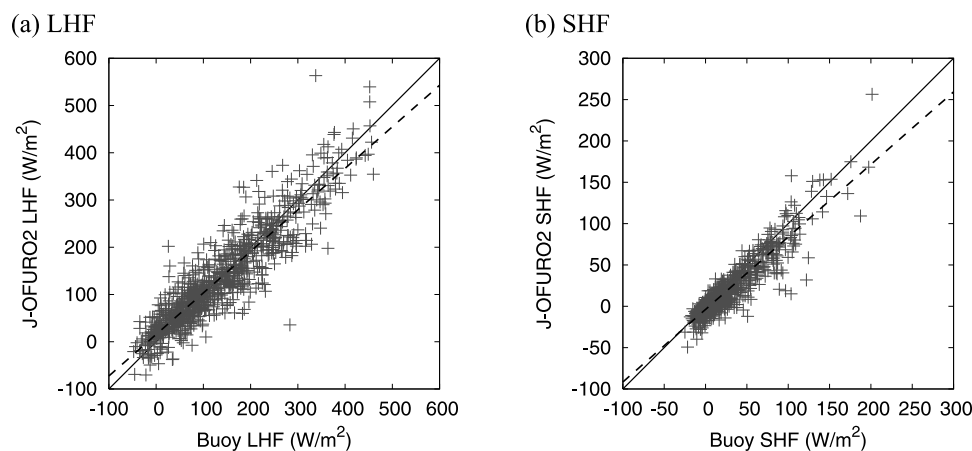 (a) LHF
600
500
400
300
200
100
0
-100
J-OFURO2 LHF (W/m²)
-100 0 100 200 300 400 500 600
Buoy LHF (W/m²)
(b) SHF
300
250
200
150
100
50
0
-50
-100
J-OFURO2 SHF (W/m²)
-100 -50 0 50 100 150 200 250 300
Buoy SHF (W/m²)